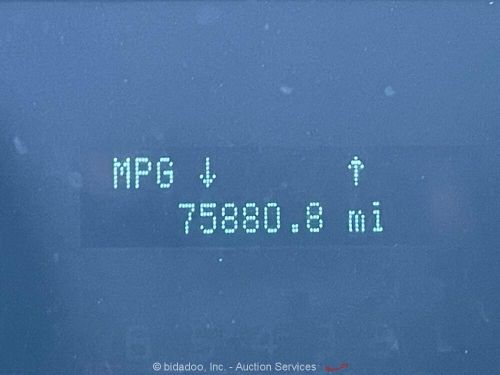 MPG ↓ ↑
75880.8 mi
© bidadoo, Inc. - Auction Services